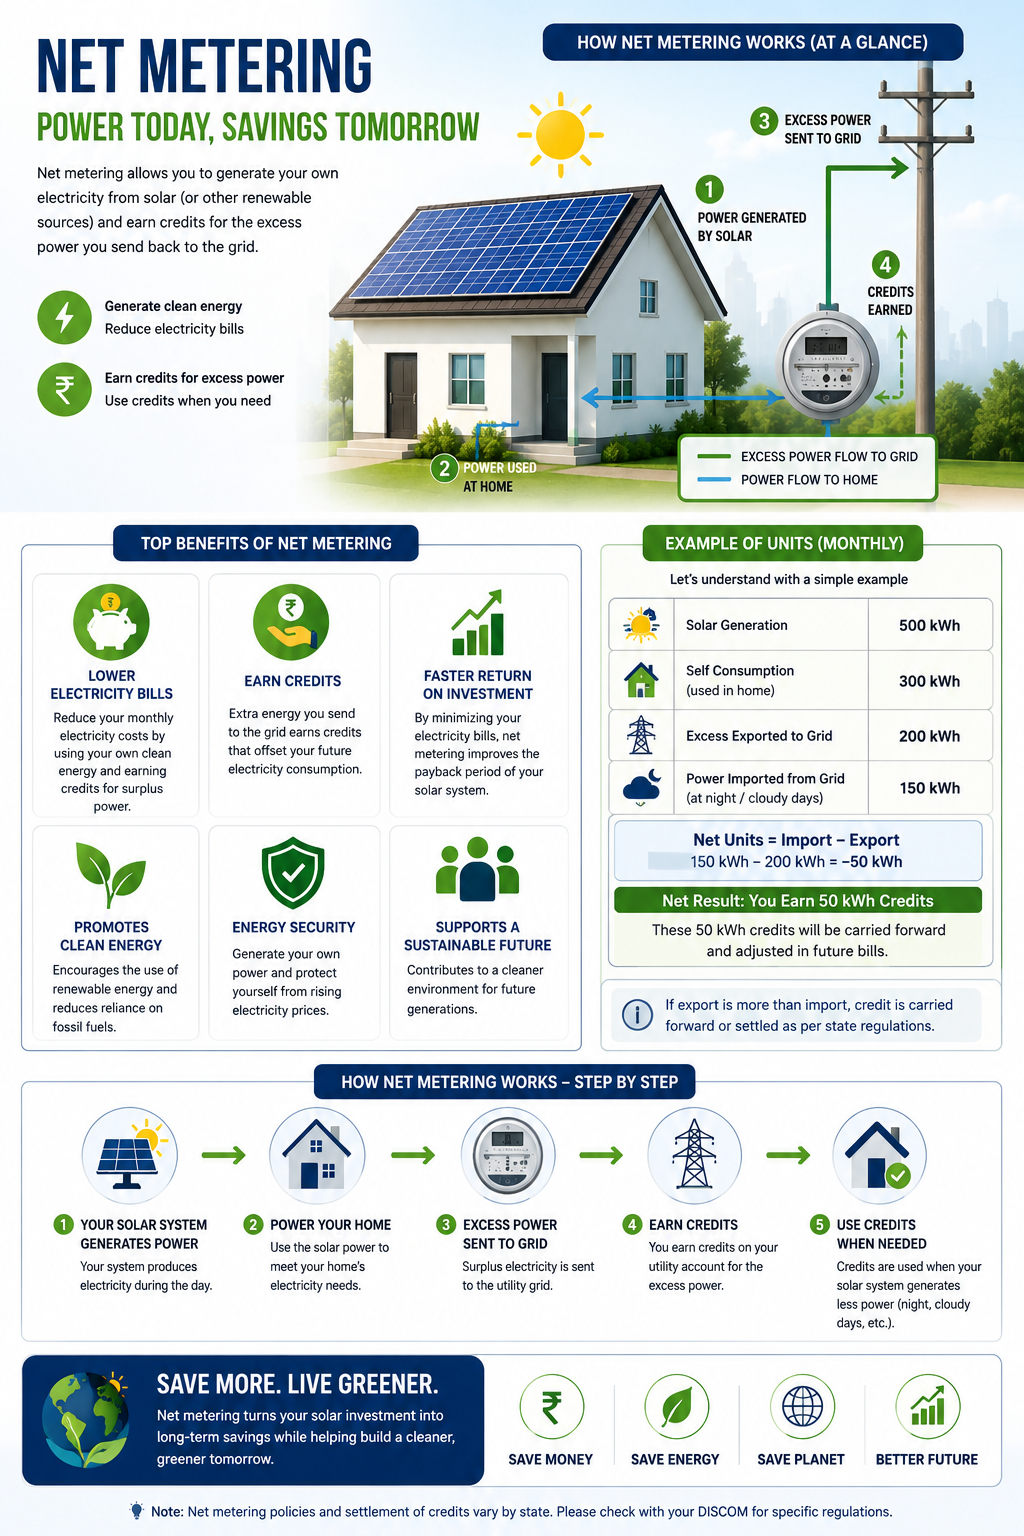 NET METERING
POWER TODAY, SAVINGS TOMORROW
Net metering allows you to generate your own
electricity from solar (or other renewable
sources) and earn credits for the excess
power you send back to the grid.
Generate clean energy
Reduce electricity bills
₹
Earn credits for excess power
Use credits when you need
HOW NET METERING WORKS (AT A GLANCE)
3 EXCESS POWER
SENT TO GRID
1
POWER GENERATED
BY SOLAR
4
CREDITS
EARNED
2 POWER USED
AT HOME
EXCESS POWER FLOW TO GRID
POWER FLOW TO HOME
TOP BENEFITS OF NET METERING
₹
LOWER
ELECTRICITY BILLS
Reduce your monthly
electricity costs by
using your own clean
energy and earning
credits for surplus
power.
₹
EARN CREDITS
Extra energy you send
to the grid earns credits
that offset your future
electricity consumption.
FASTER RETURN
ON INVESTMENT
By minimizing your
electricity bills, net
metering improves the
payback period of your
solar system.
PROMOTES
CLEAN ENERGY
Encourages the use of
renewable energy and
reduces reliance on
fossil fuels.
ENERGY SECURITY
Generate your own
power and protect
yourself from rising
electricity prices.
SUPPORTS A
SUSTAINABLE FUTURE
Contributes to a cleaner
environment for future
generations.
EXAMPLE OF UNITS (MONTHLY)
Let's understand with a simple example
Solar Generation 500 kWh
Self Consumption
(used in home) 300 kWh
Excess Exported to Grid 200 kWh
Power Imported from Grid
(at night / cloudy days) 150 kWh
Net Units = Import – Export
150 kWh – 200 kWh = –50 kWh
Net Result: You Earn 50 kWh Credits
These 50 kWh credits will be carried forward
and adjusted in future bills.
i
If export is more than import, credit is carried
forward or settled as per state regulations.
HOW NET METERING WORKS – STEP BY STEP
1 YOUR SOLAR SYSTEM
GENERATES POWER
Your system produces
electricity during the day.
2 POWER YOUR HOME
Use the solar power to
meet your home's
electricity needs.
3 EXCESS POWER
SENT TO GRID
Surplus electricity is sent
to the utility grid.
4 EARN CREDITS
You earn credits on your
utility account for the
excess power.
5 USE CREDITS
WHEN NEEDED
Credits are used when your
solar system generates
less power (night, cloudy
days, etc.).
SAVE MORE. LIVE GREENER.
Net metering turns your solar investment into
long-term savings while helping build a cleaner,
greener tomorrow.
₹
SAVE MONEY
SAVE ENERGY
SAVE PLANET
BETTER FUTURE
Note: Net metering policies and settlement of credits vary by state. Please check with your DISCOM for specific regulations.